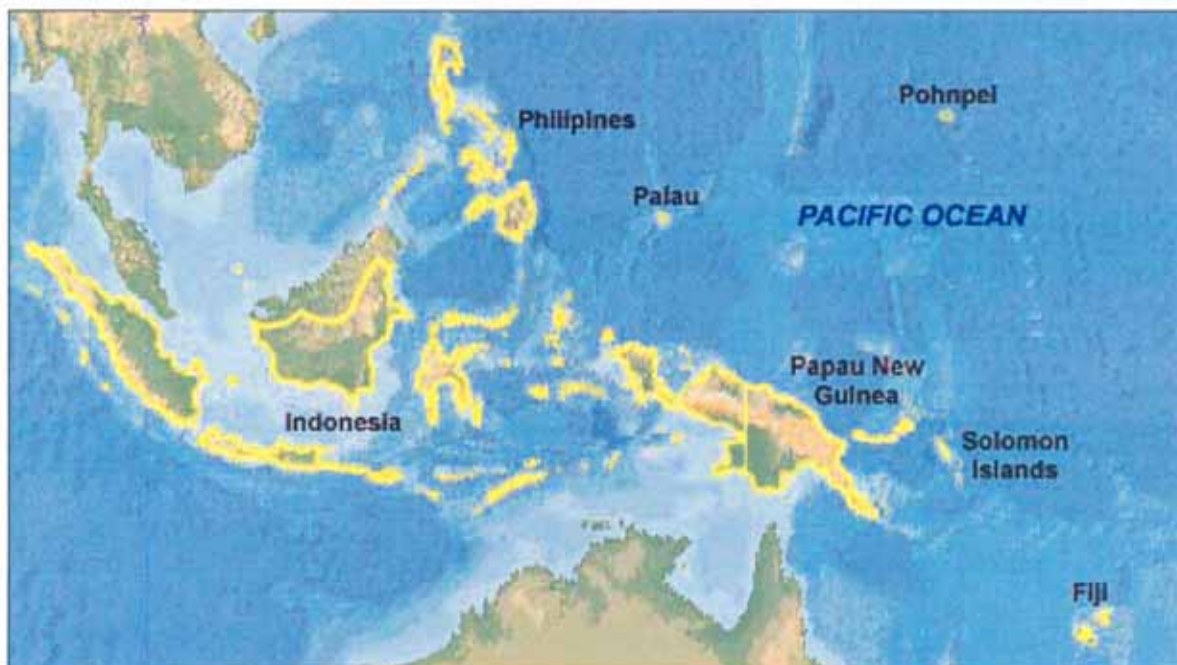 Pohnpei
Philipines
Palau
PACIFIC OCEAN
Papau New
Guinea
Indonesia
Solomon
Islands
Fiji